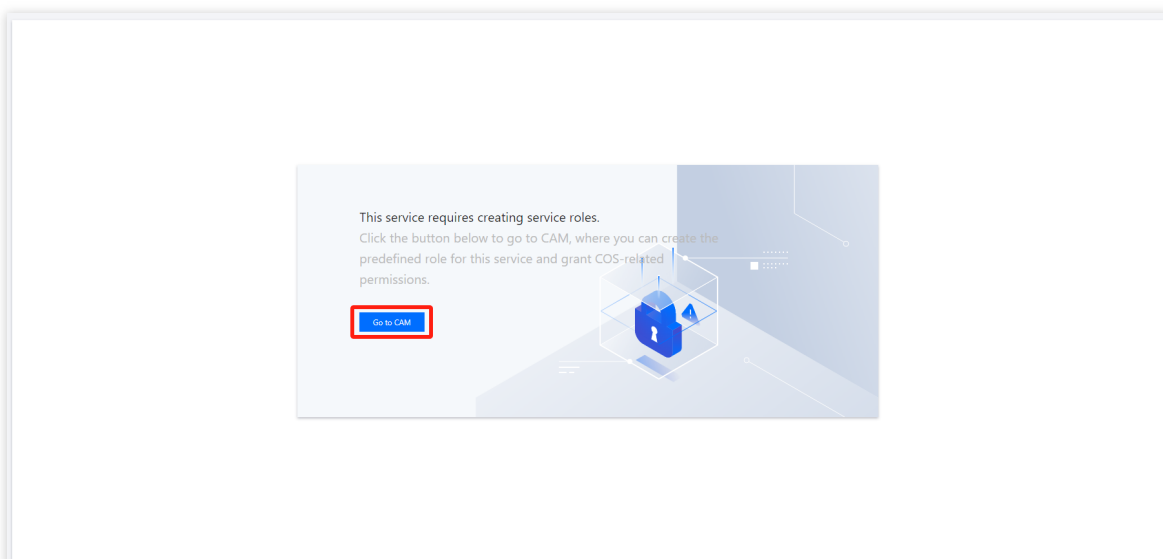 This service requires creating service roles.
Click the button below to go to CAM, where you can create the
predefined role for this service and grant COS-related
permissions.
Go to CAM